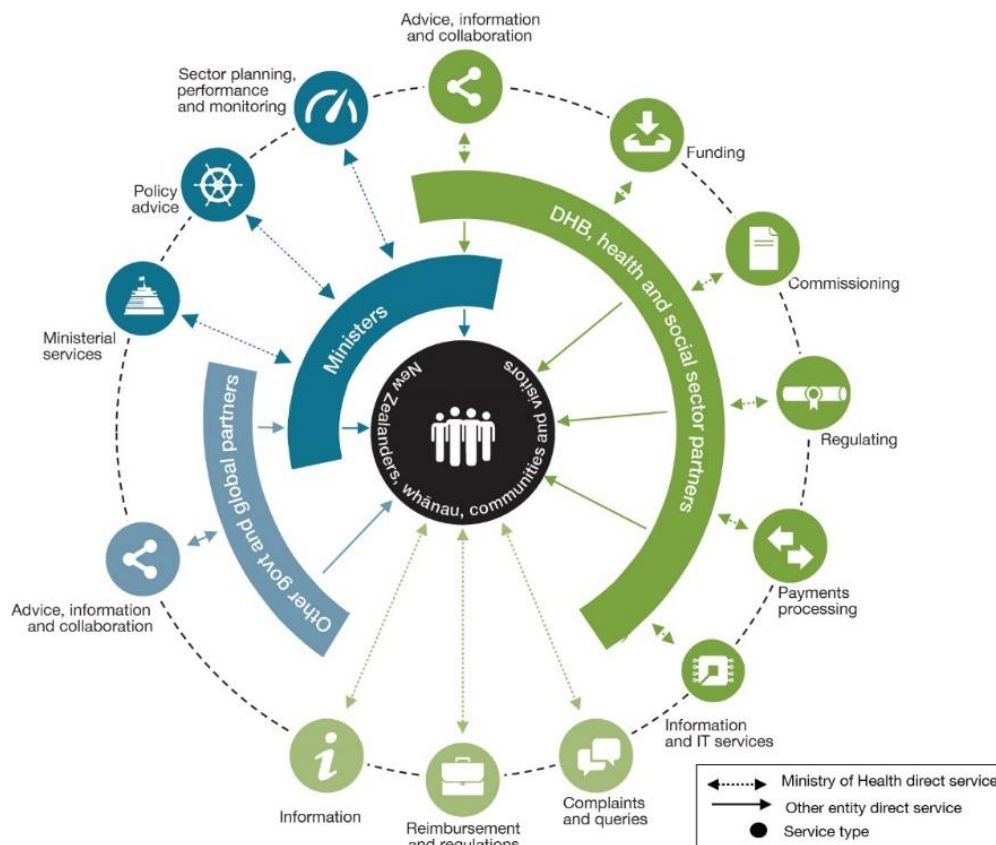 Advice, information
and collaboration
Sector planning,
performance
and monitoring
Funding
Policy
advice
DHB, health and social sector partners
Commissioning
Ministerial
services
Ministers
New Zealanders, whānau, communities and visitors
Other govt and global partners
Regulating
Advice, information
and collaboration
Payments
processing
Information
and IT services
Information
Reimbursement
and regulations
Complaints
and queries
Ministry of Health direct service
Other entity direct service
Service type